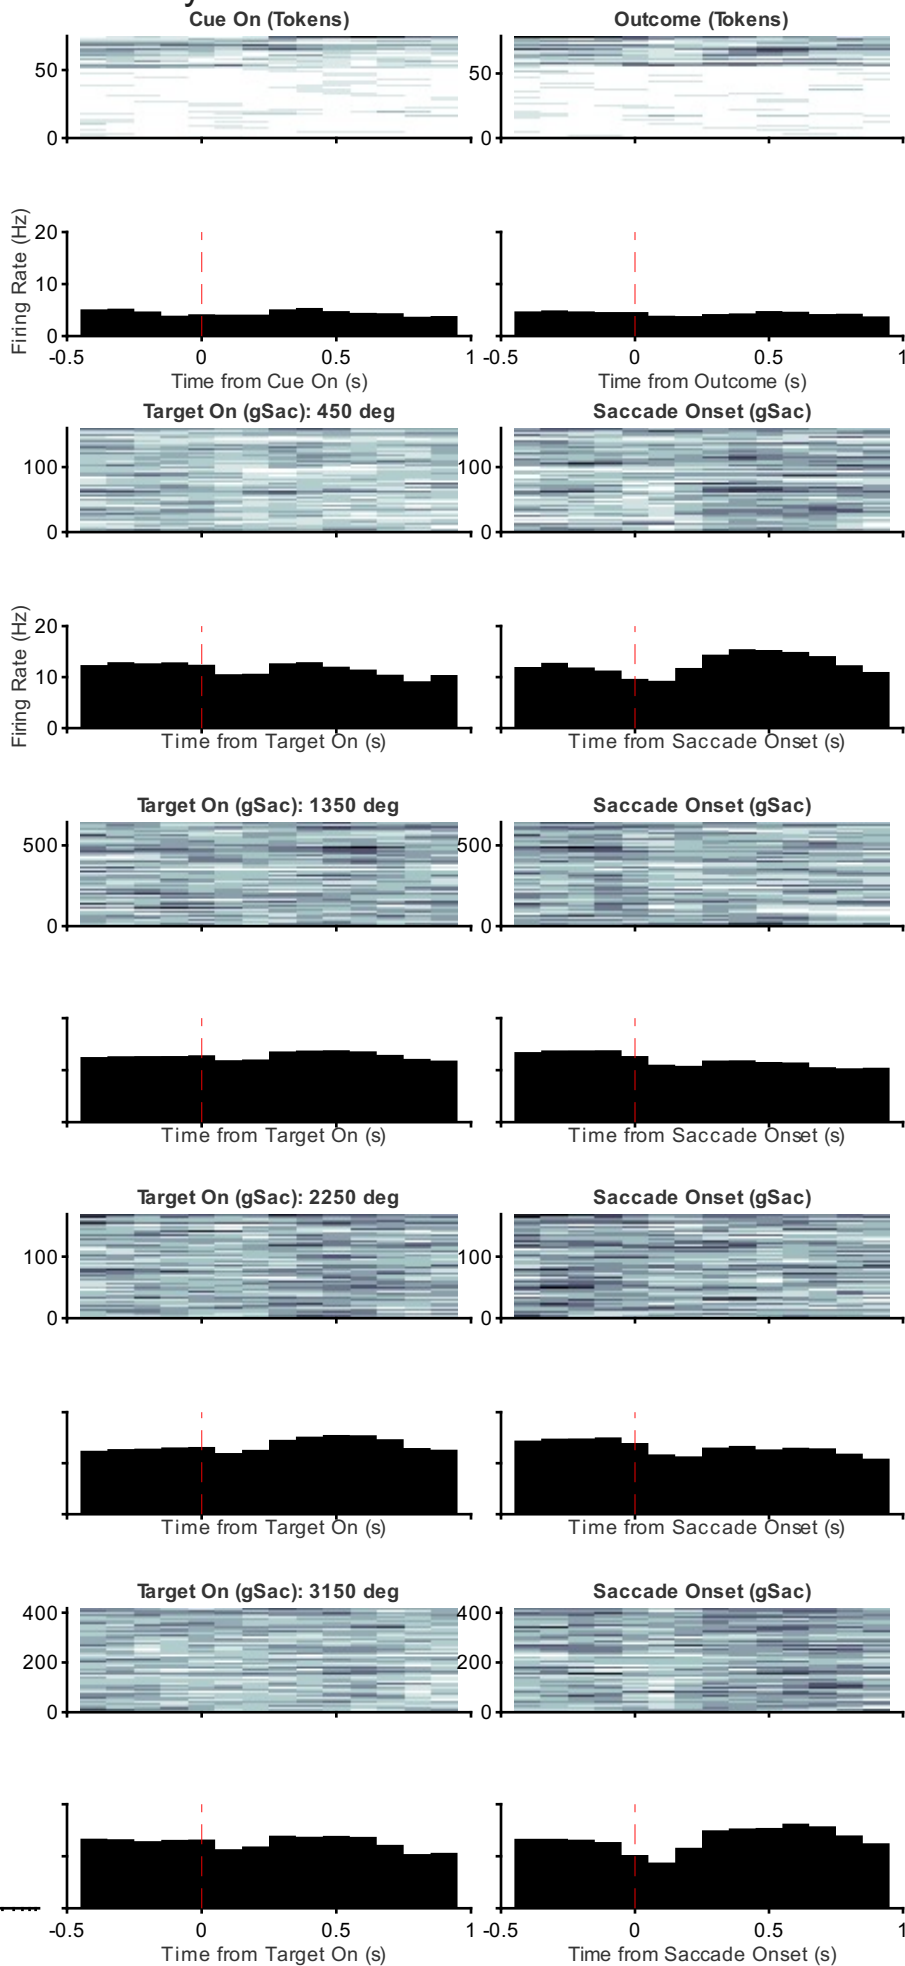 y
Cue On (Tokens) Outcome (Tokens)
50 50
0 0
Firing Rate (Hz)
20
10
0
-0.5 0 0.5 1 -0.5 0 0.5 1
Time from Cue On (s) Time from Outcome (s)
Target On (gSac): 450 deg Saccade Onset (gSac)
100 100
0 0
Firing Rate (Hz)
20
10
0
Time from Target On (s) Time from Saccade Onset (s)
Target On (gSac): 1350 deg Saccade Onset (gSac)
500 500
0 0
Time from Target On (s) Time from Saccade Onset (s)
Target On (gSac): 2250 deg Saccade Onset (gSac)
100 100
0 0
Time from Target On (s) Time from Saccade Onset (s)
Target On (gSac): 3150 deg Saccade Onset (gSac)
400 400
200 200
0 0
-0.5 0 0.5 1 -0.5 0 0.5 1
Time from Target On (s) Time from Saccade Onset (s)